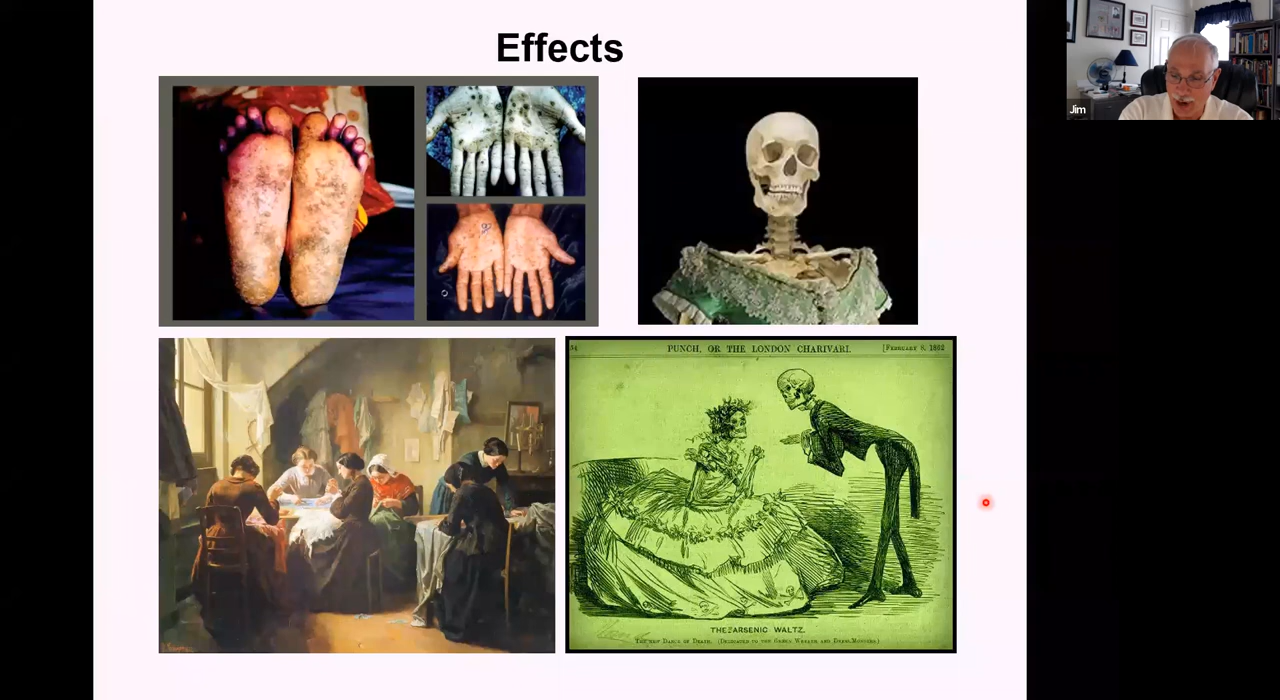 Effects
Jim
34 PUNCH, OR THE LONDON CHARIVARI. [FEBRUARY 8, 1862
THE ARSENIC WALTZ.
THE NEW DANCE OF DEATH. (DEDICATED TO THE GREEN WREATH AND DRESS-MONGERS.)